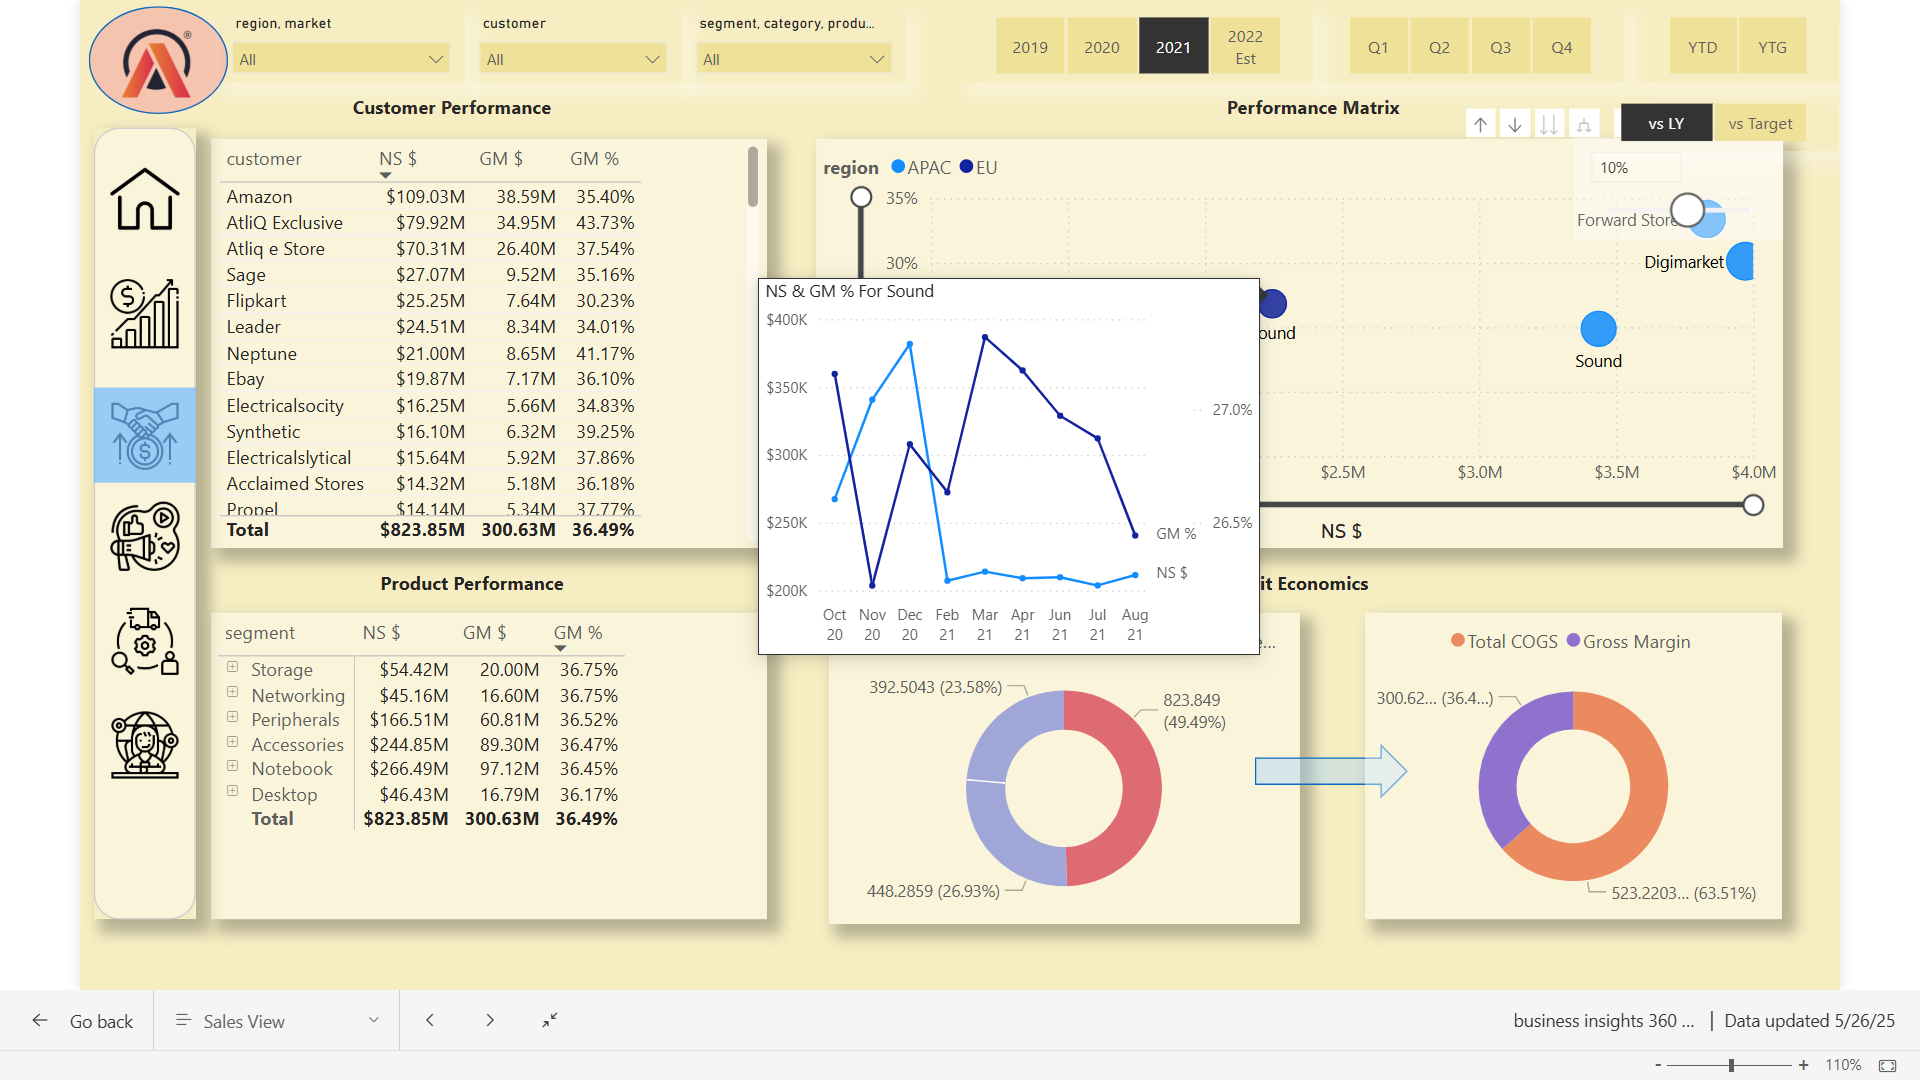 region, market
customer
segment, category, produ...
All
All
All
2019
2020
2021
2022 Est
Q1
Q2
Q3
Q4
YTD
YTG
Customer Performance
customer NS $ GM $ GM %
Amazon $109.03M 38.59M 35.40%
AtliQ Exclusive $79.92M 34.95M 43.73%
Atliq e Store $70.31M 26.40M 37.54%
Sage $27.07M 9.52M 35.16%
Flipkart $25.25M 7.64M 30.23%
Leader $24.51M 8.34M 34.01%
Neptune $21.00M 8.65M 41.17%
Ebay $19.87M 7.17M 36.10%
Electricalsocity $16.25M 5.66M 34.83%
Synthetic $16.10M 6.32M 39.25%
Electricalslytical $15.64M 5.92M 37.86%
Acclaimed Stores $14.32M 5.18M 36.18%
Propel $14.14M 5.34M 37.77%
Total $823.85M 300.63M 36.49%
Performance Matrix
vs LY
vs Target
region APAC EU
10%
35%
30%
Forward Store
Digimarket
ound
Sound
$2.5M $3.0M $3.5M $4.0M
NS $
NS & GM % For Sound
$400K
$350K
$300K
$250K
$200K
27.0%
26.5%
GM %
NS $
Oct 20
Nov 20
Dec 20
Feb 21
Mar 21
Apr 21
Jun 21
Jul 21
Aug 21
Product Performance
segment NS $ GM $ GM %
Storage $54.42M 20.00M 36.75%
Networking $45.16M 16.60M 36.75%
Peripherals $166.51M 60.81M 36.52%
Accessories $244.85M 89.30M 36.47%
Notebook $266.49M 97.12M 36.45%
Desktop $46.43M 16.79M 36.17%
Total $823.85M 300.63M 36.49%
it Economics
e...
392.5043 (23.58%)
823.849
(49.49%)
448.2859 (26.93%)
Total COGS Gross Margin
300.62... (36.4...)
523.2203... (63.51%)
Go back
Sales View
business insights 360 ... | Data updated 5/26/25
- + 110%